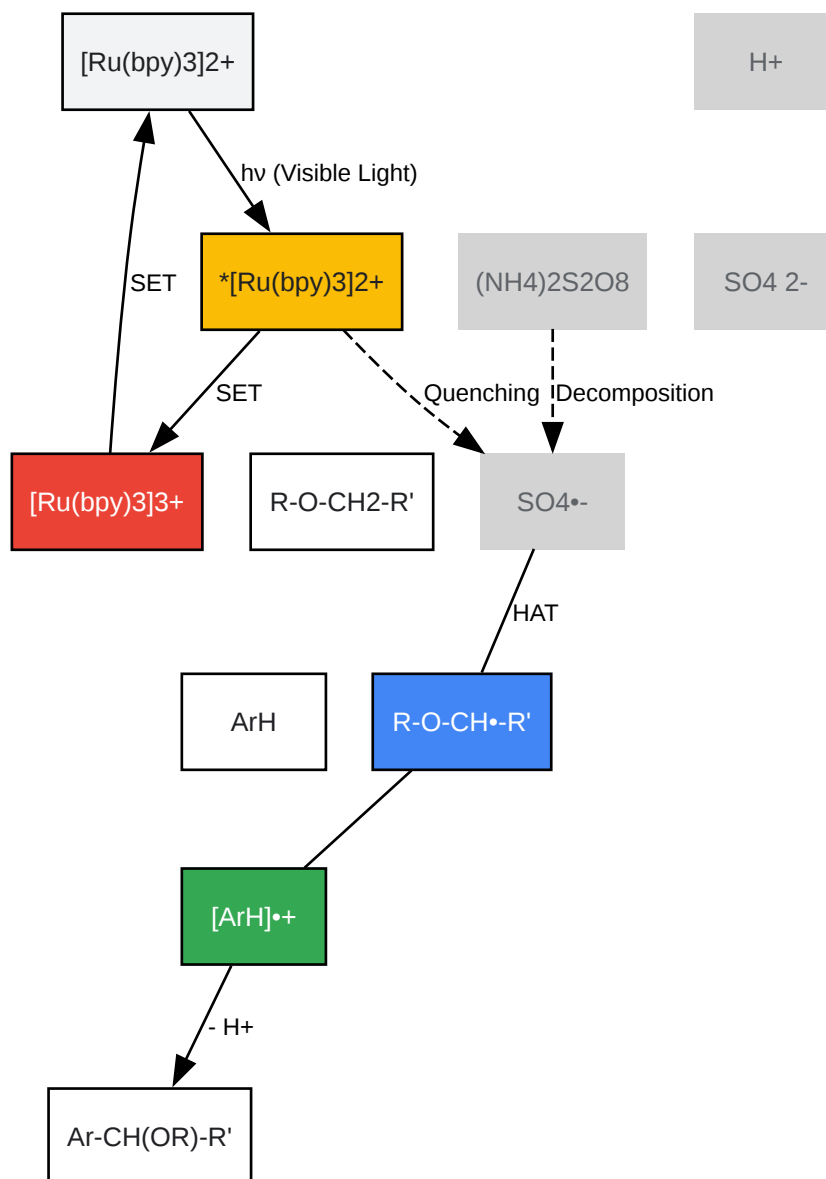 [Ru(bpy)3]2+
H+
hν (Visible Light)
SET
*[Ru(bpy)3]2+
(NH4)2S2O8
SO4 2-
SET
Quenching
Decomposition
[Ru(bpy)3]3+
R-O-CH2-R'
SO4•-
HAT
ArH
R-O-CH•-R'
[ArH]•+
- H+
Ar-CH(OR)-R'